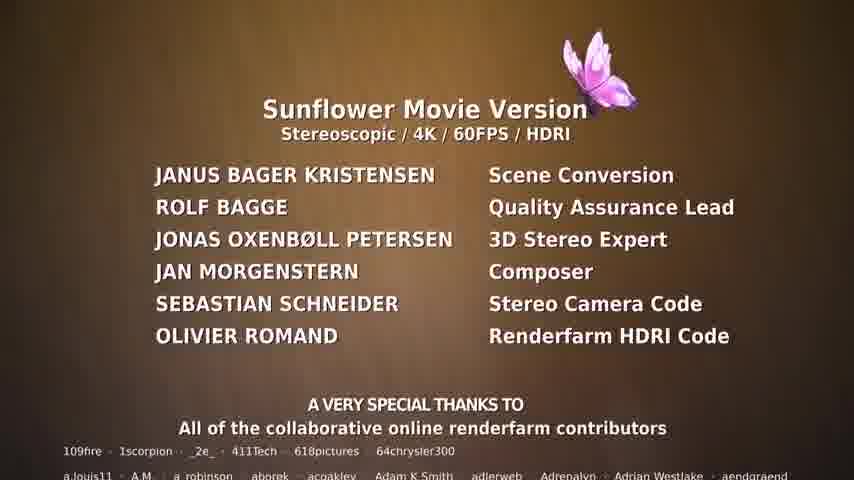 Sunflower Movie Version
Stereoscopic / 4K / 60FPS / HDRI
JANUS BAGER KRISTENSEN Scene Conversion
ROLF BAGGE Quality Assurance Lead
JONAS OXENBØLL PETERSEN 3D Stereo Expert
JAN MORGENSTERN Composer
SEBASTIAN SCHNEIDER Stereo Camera Code
OLIVIER ROMAND Renderfarm HDRI Code
A VERY SPECIAL THANKS TO
All of the collaborative online renderfarm contributors
109fire · 1scorpion · _2e_ · 411Tech · 618pictures · 64chrysler300
a.louis11 · A.M. · a_robinson · aborek · acoakley · Adam K Smith · adlerweb · Adrenalyn · Adrian Westlake · aendgraend